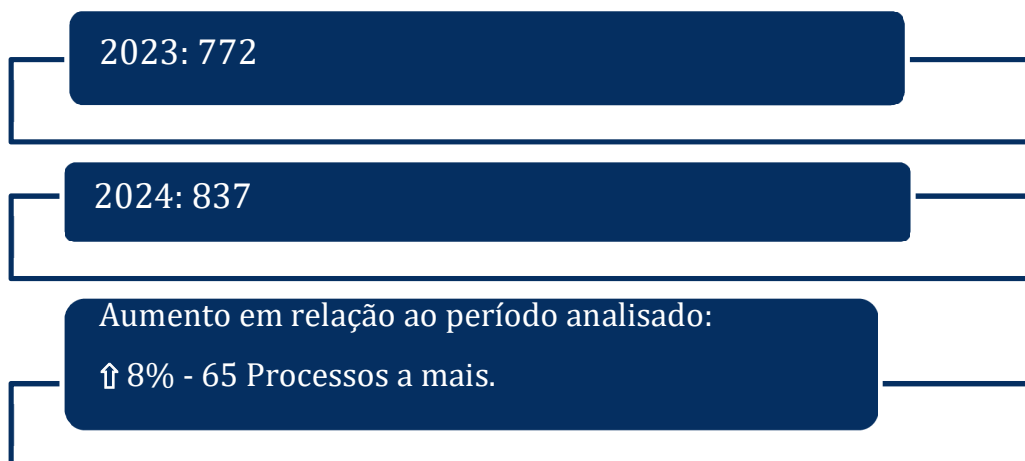 2023: 772
2024: 837
Aumento em relação ao período analisado:
⇧ 8% - 65 Processos a mais.